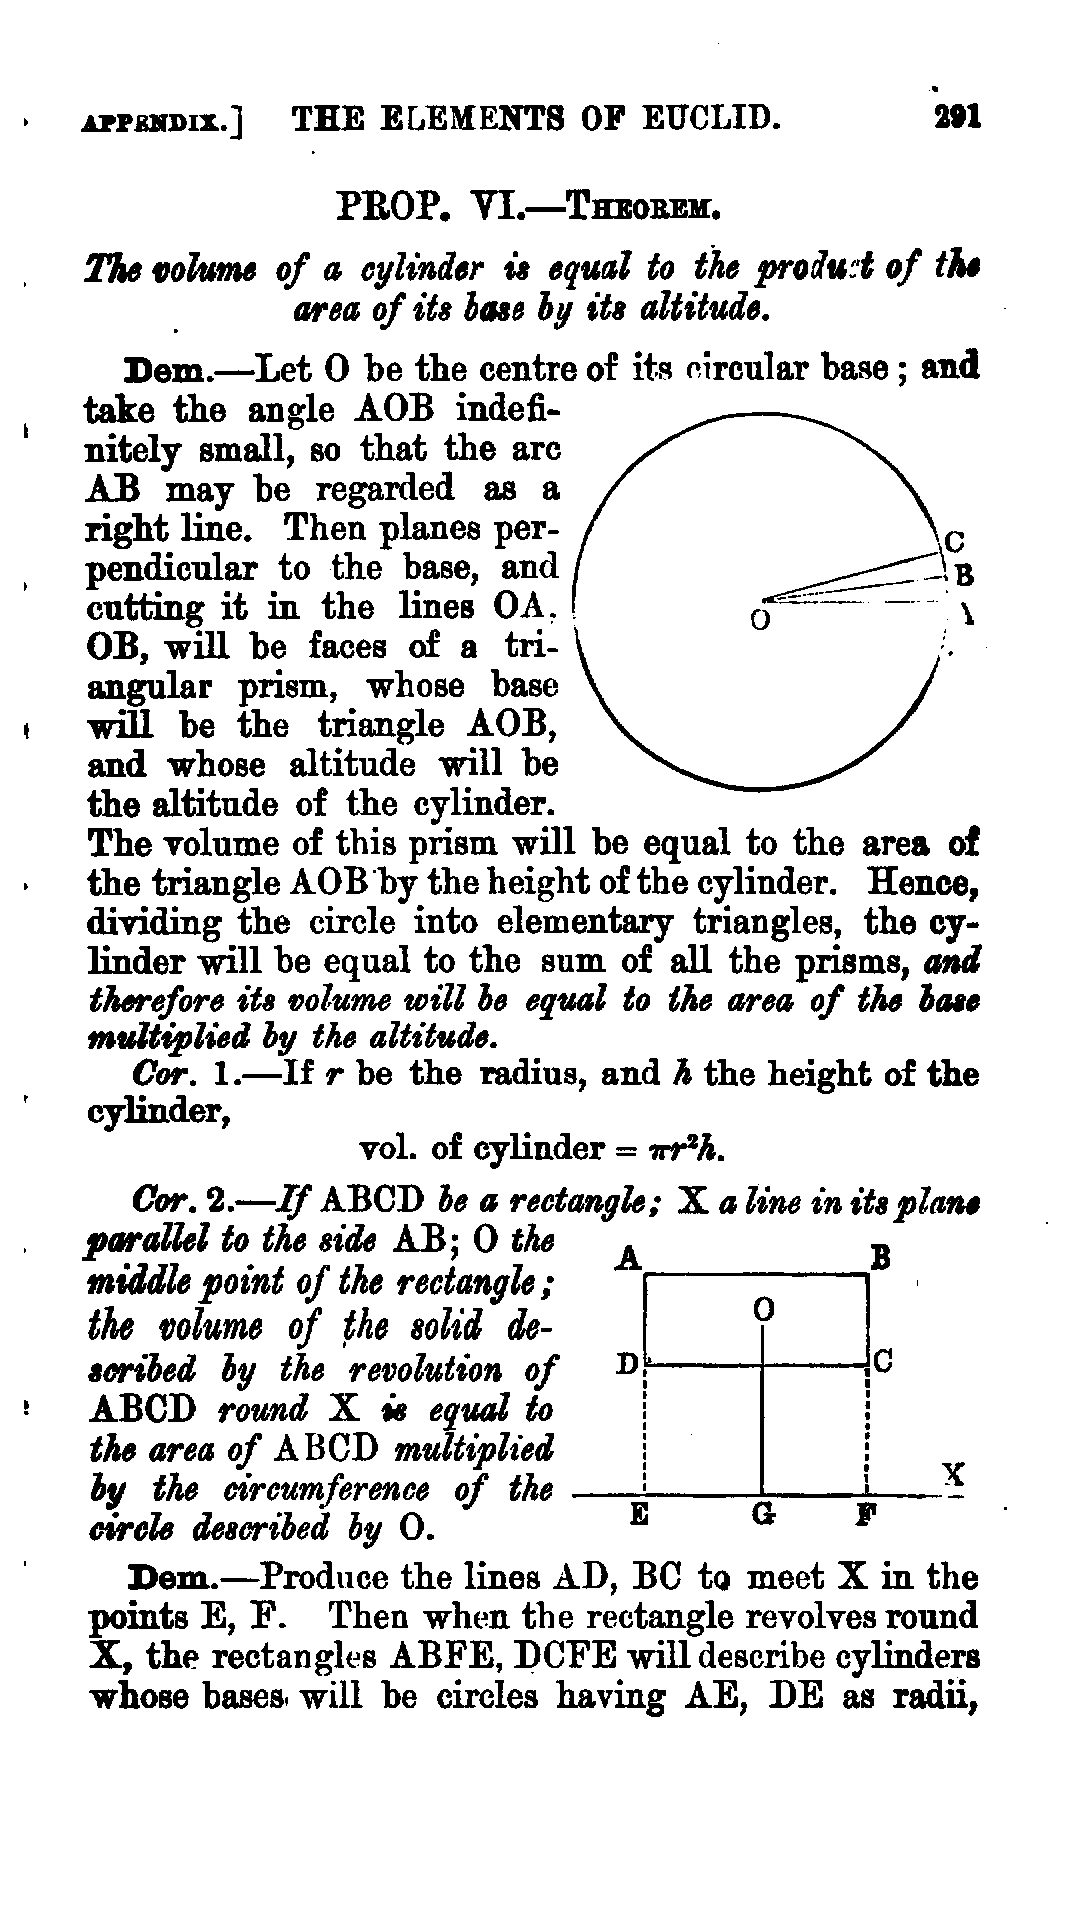 APPENDIX.] THE ELEMENTS OF EUCLID. 291
PROP. VI.—THEOREM.
The volume of a cylinder is equal to the product of the
area of its base by its altitude.
Dem.—Let O be the centre of its circular base; and
take the angle AOB indefi-
nitely small, so that the arc
AB may be regarded as a
right line. Then planes per-
pendicular to the base, and
cutting it in the lines OA,
OB, will be faces of a tri-
angular prism, whose base
will be the triangle AOB,
and whose altitude will be
the altitude of the cylinder.
C
B
A
O
The volume of this prism will be equal to the area of
the triangle AOB by the height of the cylinder. Hence,
dividing the circle into elementary triangles, the cy-
linder will be equal to the sum of all the prisms, and
therefore its volume will be equal to the area of the base
multiplied by the altitude.
Cor. 1.—If r be the radius, and h the height of the
cylinder,
vol. of cylinder = πr²h.
Cor. 2.—If ABCD be a rectangle; X a line in its plane
parallel to the side AB; O the
middle point of the rectangle;
the volume of the solid de-
scribed by the revolution of
ABCD round X is equal to
the area of ABCD multiplied
by the circumference of the
circle described by O.
A B
O
D C
X
E G F
Dem.—Produce the lines AD, BC to meet X in the
points E, F. Then when the rectangle revolves round
X, the rectangles ABFE, DCFE will describe cylinders
whose bases will be circles having AE, DE as radii,